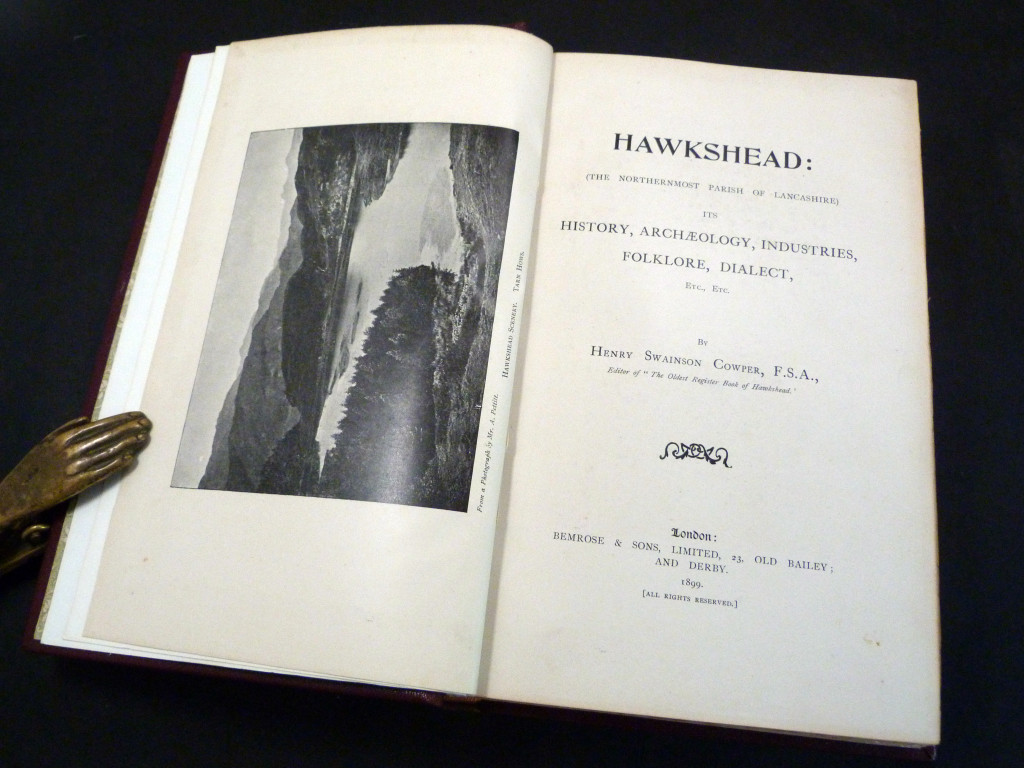 From a Photograph by Mr. A. Pettitt.
HAWKSHEAD SCENERY. TARN HOWS.
HAWKSHEAD:
(THE NORTHERNMOST PARISH OF LANCASHIRE)
ITS
HISTORY, ARCHÆOLOGY, INDUSTRIES,
FOLKLORE, DIALECT,
ETC., ETC.
BY
HENRY SWAINSON COWPER, F.S.A.,
Editor of "The Oldest Register Book of Hawkshead."
London:
BEMROSE & SONS, LIMITED, 23, OLD BAILEY;
AND DERBY.
1899.
[ALL RIGHTS RESERVED.]